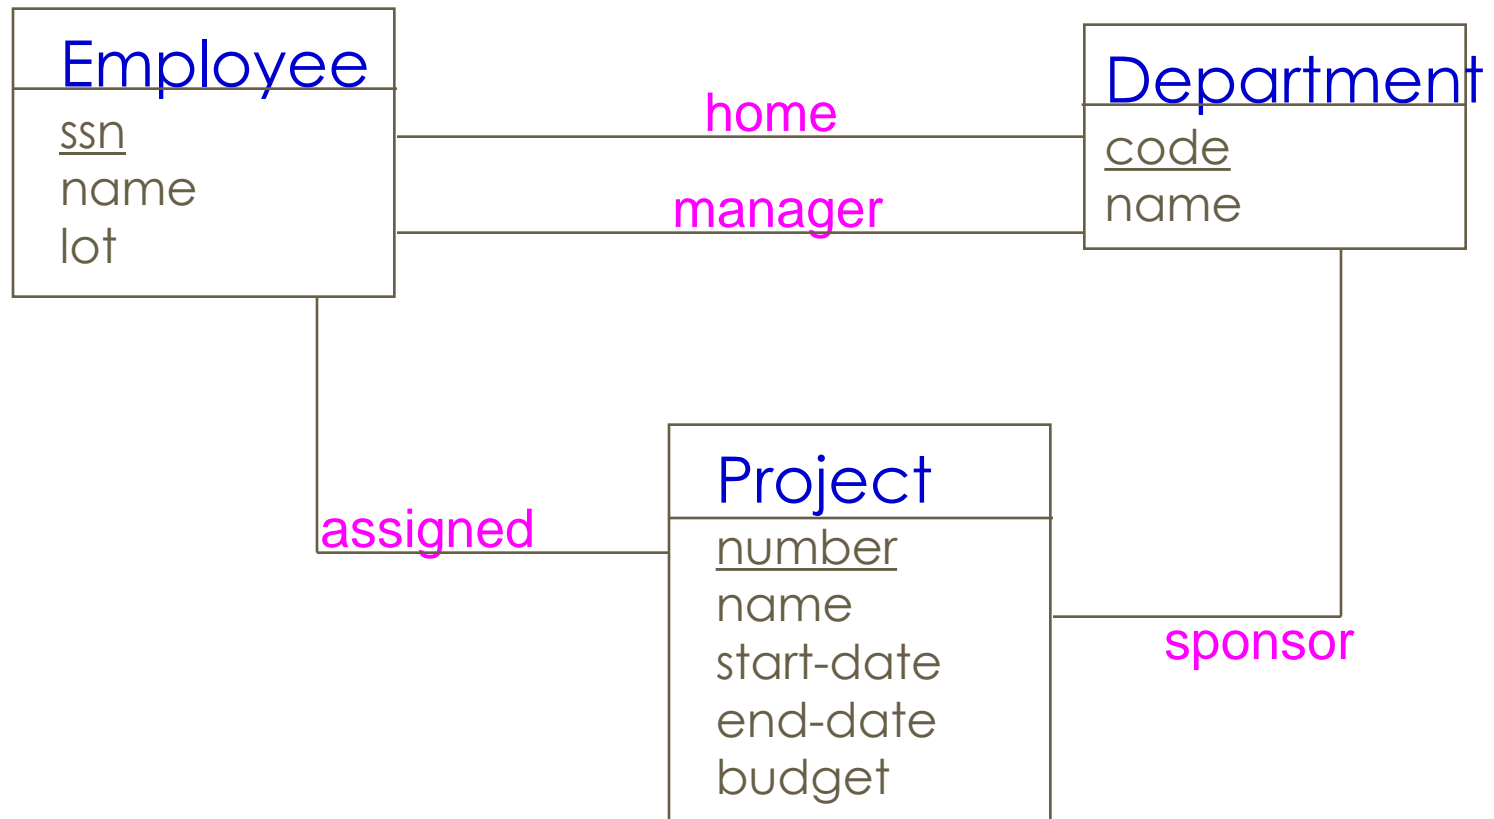 Employee
ssn
name
lot
home
manager
Department
code
name
assigned
Project
number
name
start-date
end-date
budget
sponsor